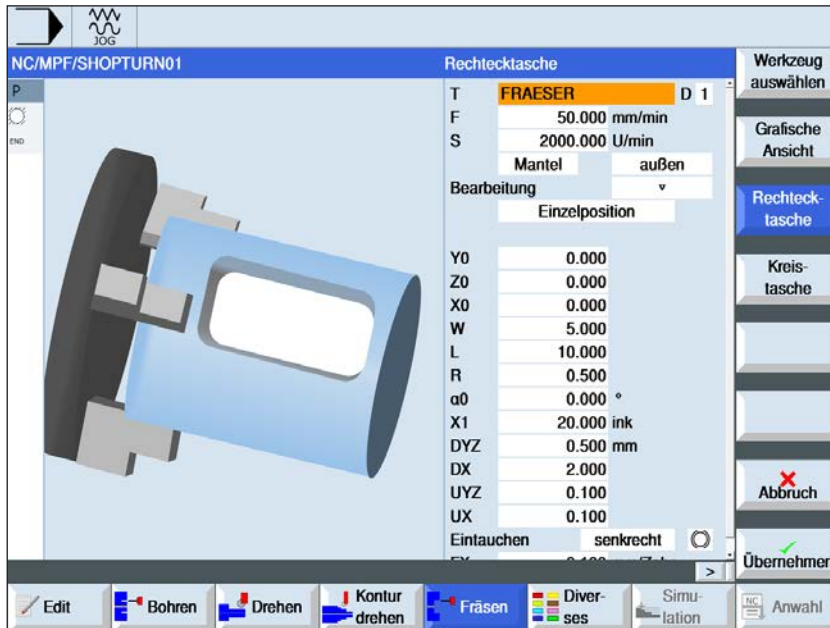 JOG
NC/MPF/SHOPTURN01
Rechtecktasche
P
END
T FRAESER D 1
F 50.000 mm/min
S 2000.000 U/min
Mantel außen
Bearbeitung ▿
Einzelposition
Y0 0.000
Z0 0.000
X0 0.000
W 5.000
L 10.000
R 0.500
α0 0.000 °
X1 20.000 ink
DYZ 0.500 mm
DX 2.000
UYZ 0.100
UX 0.100
Eintauchen senkrecht
>
Werkzeug
auswählen
Grafische
Ansicht
Rechteck-
tasche
Kreis-
tasche
Abbruch
Übernehmen
Edit
Bohren
Drehen
Kontur
drehen
Fräsen
Diver-
ses
Simu-
lation
NC
Anwahl